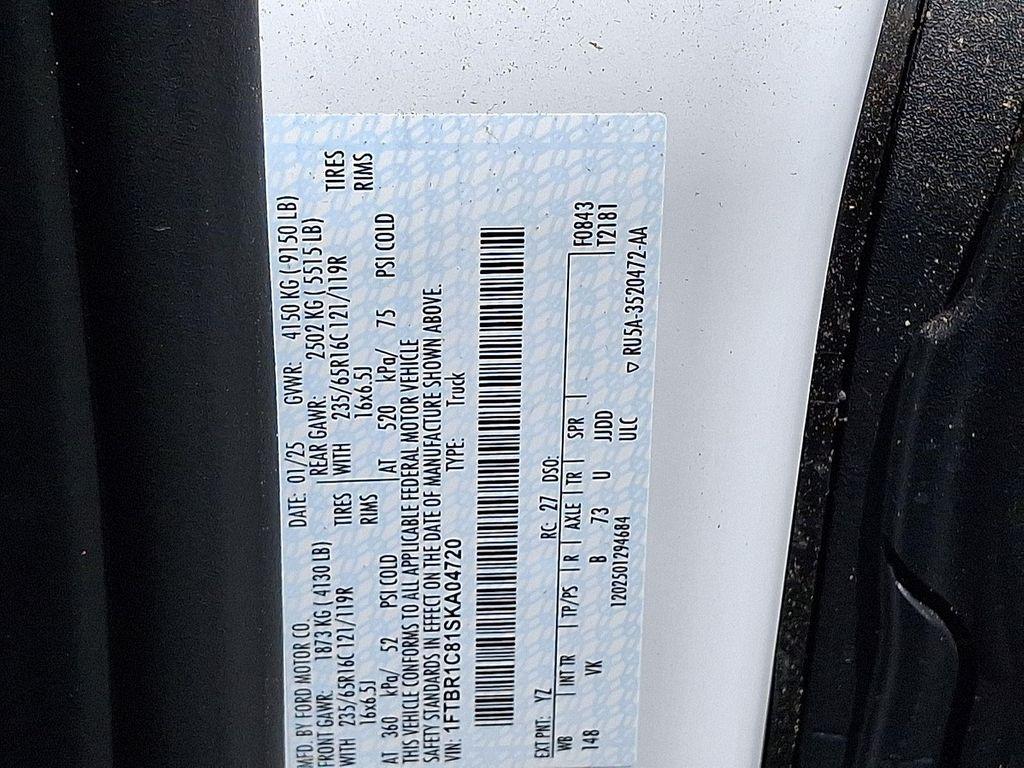 MFD. BY FORD MOTOR CO.
DATE: 01/25 GVWR: 4150 KG (-9150 LB)
FRONT GAWR: 1873 KG ( 4130 LB)
REAR GAWR: 2502 KG ( 5515 LB)
WITH 235/65R16C 121/119R TIRES
WITH 235/65R16C 121/119R TIRES
16x6.5J RIMS
16x6.5J RIMS
AT 360 kPa/ 52 PSI COLD
AT 520 kPa/ 75 PSI COLD
THIS VEHICLE CONFORMS TO ALL APPLICABLE FEDERAL MOTOR VEHICLE
SAFETY STANDARDS IN EFFECT ON THE DATE OF MANUFACTURE SHOWN ABOVE.
VIN: 1FTBR1C81SKA04720 TYPE: Truck
EXT PNT: YZ RC: 27 DSO:
WB INT TR TP/PS R AXLE TR SPR F0843
148 VK B 73 U JJDD T2181
1202501294684 ULC ▽ RU5A-3520472-AA